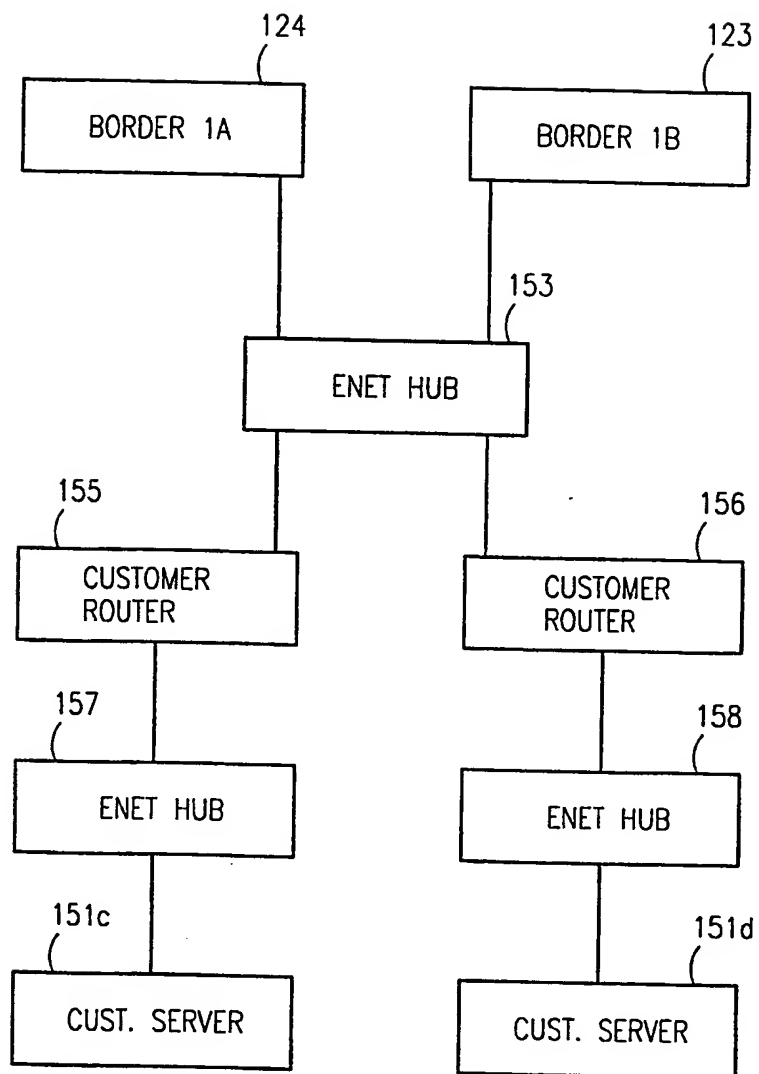 124
123
BORDER 1A
BORDER 1B
153
ENET HUB
155
156
CUSTOMER
ROUTER
CUSTOMER
ROUTER
157
158
ENET HUB
ENET HUB
151c
151d
CUST. SERVER
CUST. SERVER